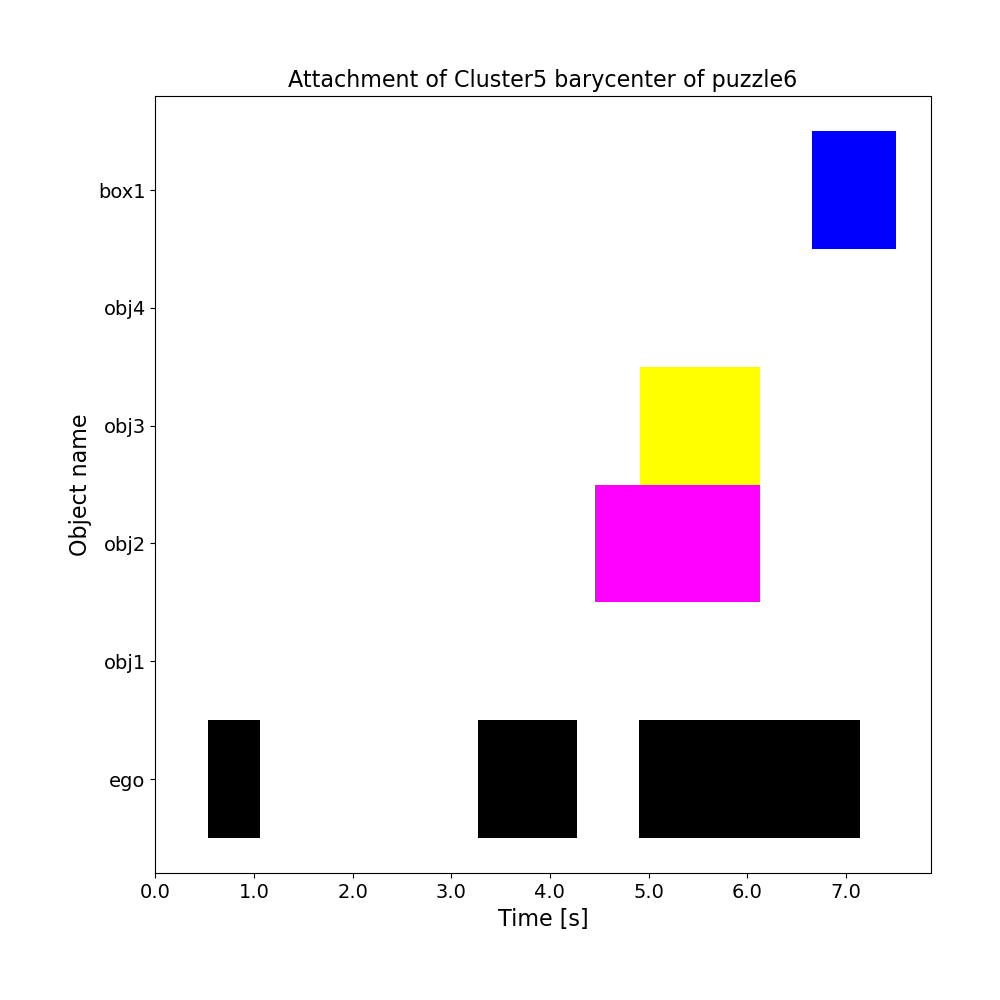 Attachment of Cluster5 barycenter of puzzle6
box1
obj4
obj3
obj2
obj1
ego
Object name
0.0 1.0 2.0 3.0 4.0 5.0 6.0 7.0
Time [s]